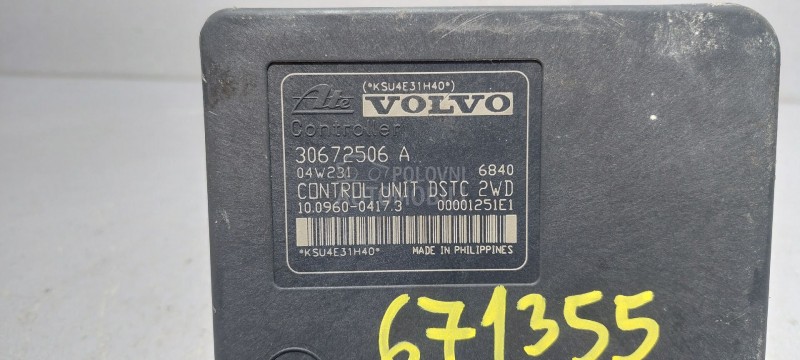 (*KSU4E31H40*)
Ate VOLVO
Controller
30672506 A
04W231 6840
POLOVNI
CONTROL UNIT DSTC 2WD
10.0960-0417.3 00001251E1
*KSU4E31H40* MADE IN PHILIPPINES
671355